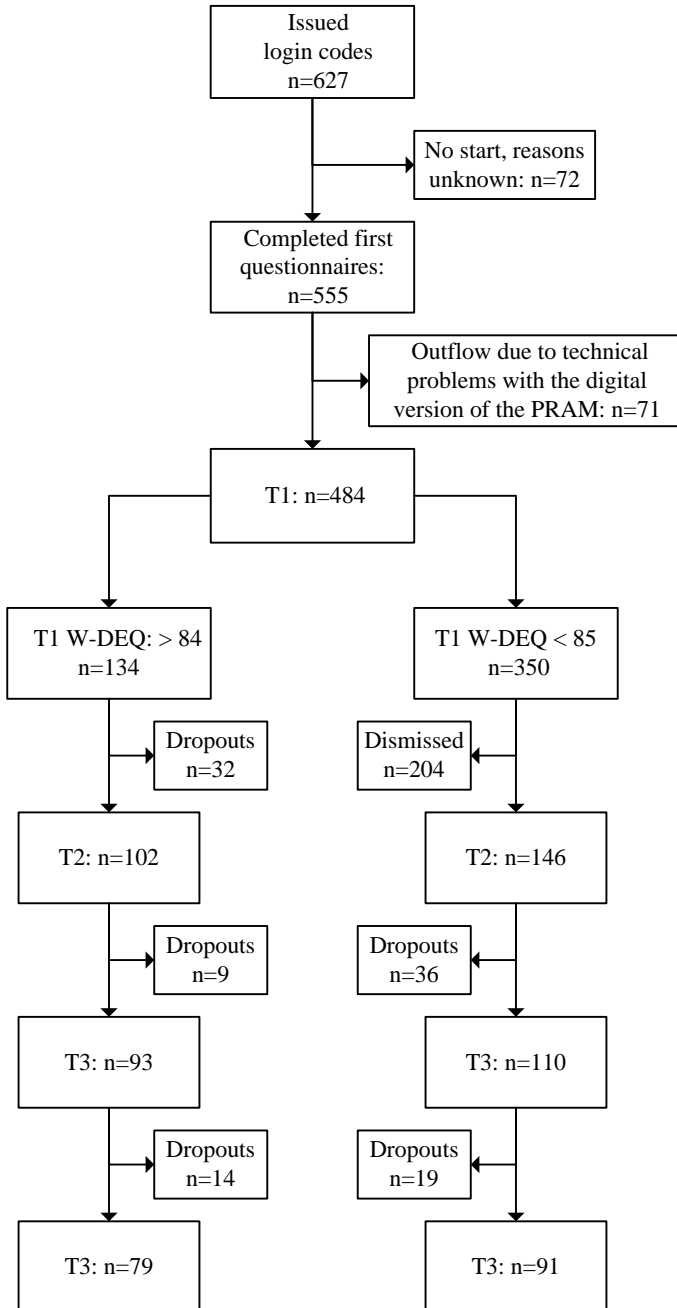 Issued
login codes
n=627
No start, reasons
unknown: n=72
Completed first
questionnaires:
n=555
Outflow due to technical
problems with the digital
version of the PRAM: n=71
T1: n=484
T1 W-DEQ: > 84
n=134
T1 W-DEQ < 85
n=350
Dropouts
n=32
Dismissed
n=204
T2: n=102
T2: n=146
Dropouts
n=9
Dropouts
n=36
T3: n=93
T3: n=110
Dropouts
n=14
Dropouts
n=19
T3: n=79
T3: n=91